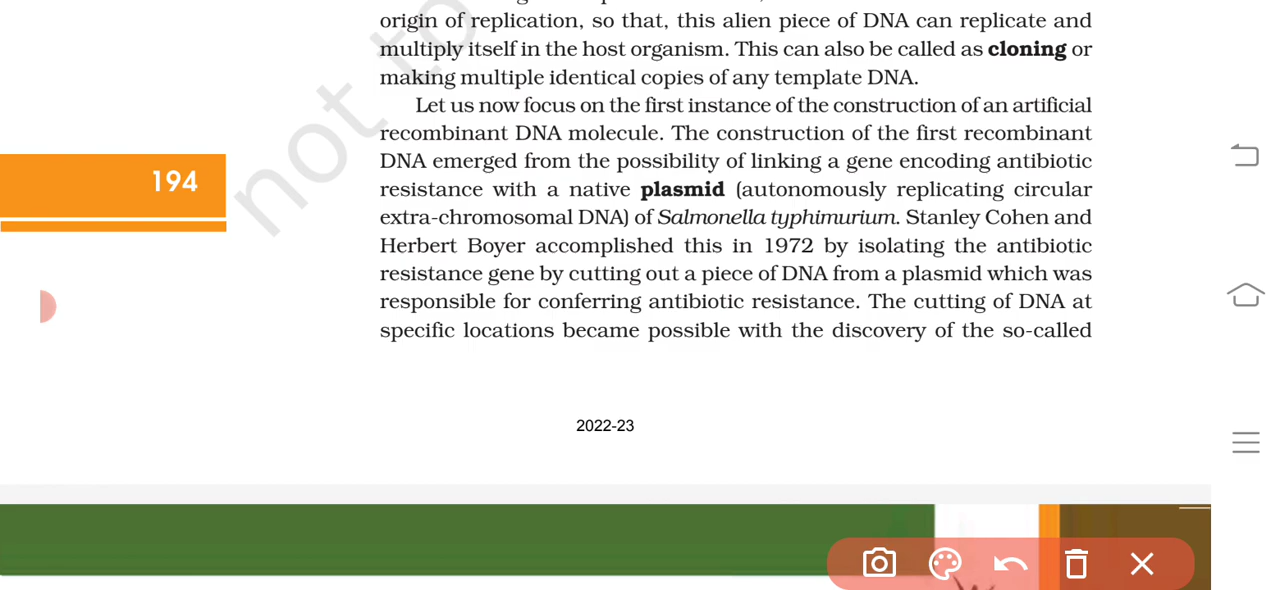 origin of replication, so that, this alien piece of DNA can replicate and
multiply itself in the host organism. This can also be called as cloning or
making multiple identical copies of any template DNA.
Let us now focus on the first instance of the construction of an artificial
recombinant DNA molecule. The construction of the first recombinant
DNA emerged from the possibility of linking a gene encoding antibiotic
194
resistance with a native plasmid (autonomously replicating circular
extra-chromosomal DNA) of Salmonella typhimurium. Stanley Cohen and
Herbert Boyer accomplished this in 1972 by isolating the antibiotic
resistance gene by cutting out a piece of DNA from a plasmid which was
responsible for conferring antibiotic resistance. The cutting of DNA at
specific locations became possible with the discovery of the so-called
2022-23
not to